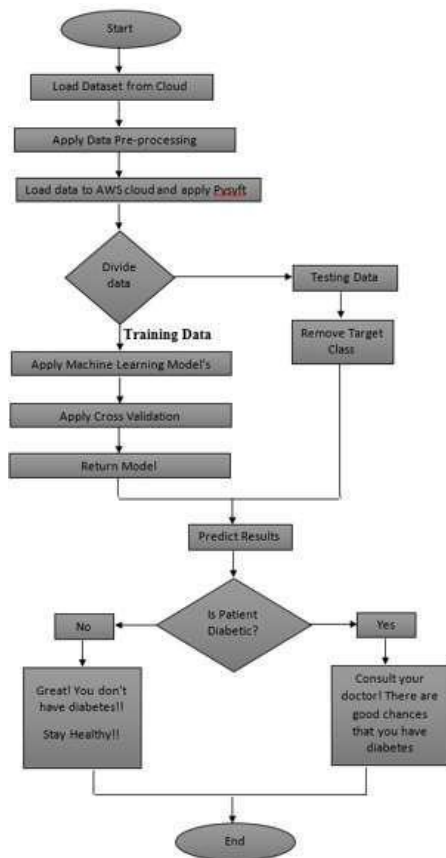 Start
Load Dataset from Cloud
Apply Data Pre-processing
Load data to AWS cloud and apply Pysyft
Divide
data
Testing Data
Training Data
Remove Target
Class
Apply Machine Learning Model's
Apply Cross Validation
Return Model
Predict Results
Is Patient
Diabetic?
No
Yes
Great! You don't
have diabetes!!
Stay Healthy!!
Consult your
doctor! There are
good chances
that you have
diabetes
End